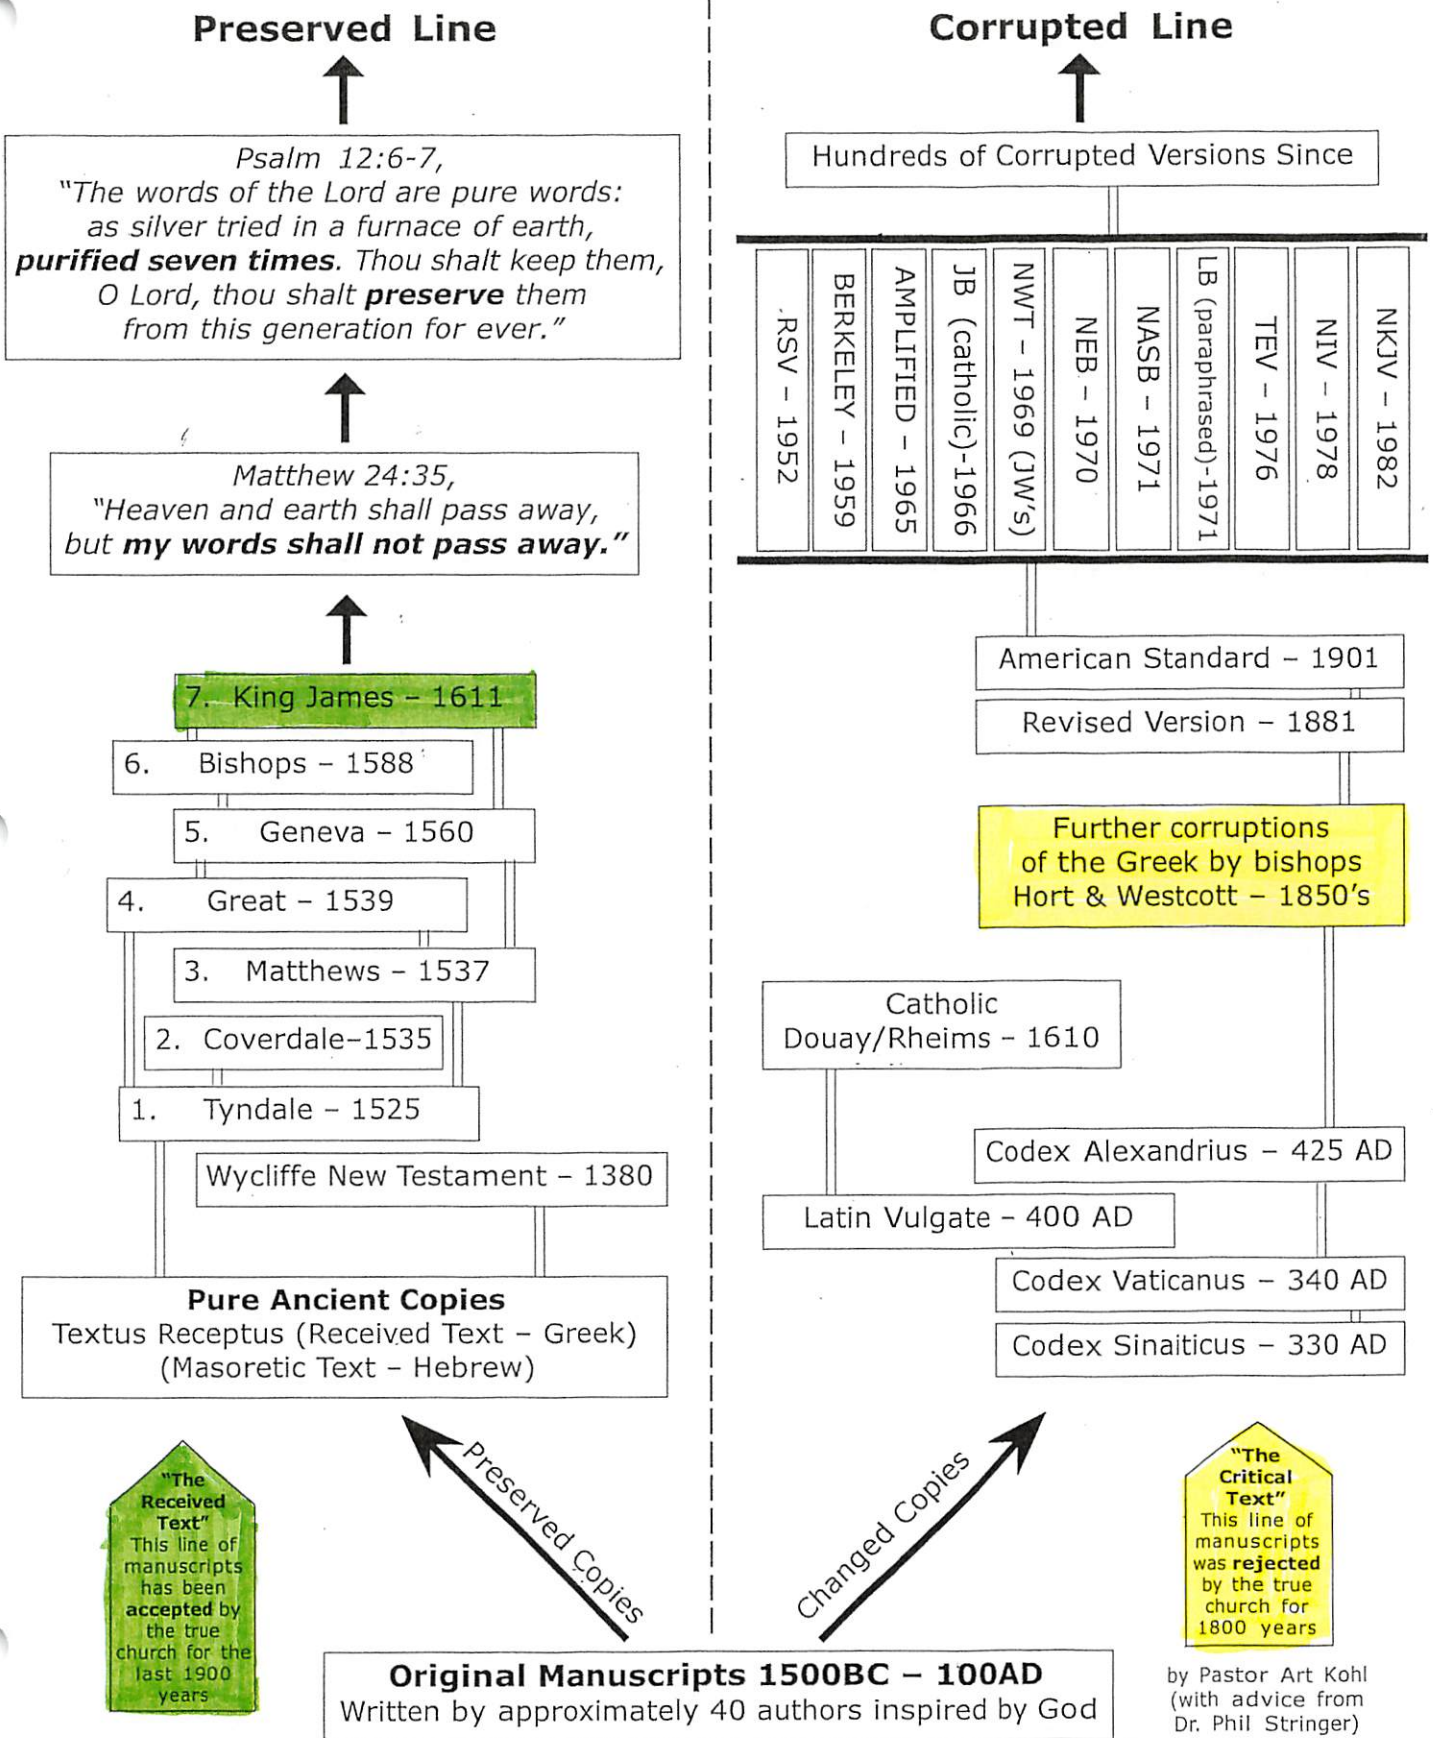 Preserved Line
Psalm 12:6-7,
“The words of the Lord are pure words:
as silver tried in a furnace of earth,
purified seven times. Thou shalt keep them,
O Lord, thou shalt preserve them
from this generation for ever.”
Matthew 24:35,
“Heaven and earth shall pass away,
but my words shall not pass away.”
7. King James – 1611
6. Bishops – 1588
5. Geneva – 1560
4. Great – 1539
3. Matthews – 1537
2. Coverdale–1535
1. Tyndale – 1525
Wycliffe New Testament – 1380
Pure Ancient Copies
Textus Receptus (Received Text – Greek)
(Masoretic Text – Hebrew)
Preserved Copies
“The
Received
Text”
This line of
manuscripts
has been
accepted by
the true
church for the
last 1900
years
Corrupted Line
Hundreds of Corrupted Versions Since
RSV – 1952
BERKELEY – 1959
AMPLIFIED – 1965
JB (catholic)-1966
NWT – 1969 (JW’s)
NEB – 1970
NASB – 1971
LB (paraphrased)-1971
TEV – 1976
NIV – 1978
NKJV – 1982
American Standard – 1901
Revised Version – 1881
Further corruptions
of the Greek by bishops
Hort & Westcott – 1850’s
Catholic
Douay/Rheims – 1610
Codex Alexandrius – 425 AD
Latin Vulgate – 400 AD
Codex Vaticanus – 340 AD
Codex Sinaiticus – 330 AD
Changed Copies
“The
Critical
Text”
This line of
manuscripts
was rejected
by the true
church for
1800 years
Original Manuscripts 1500BC – 100AD
Written by approximately 40 authors inspired by God
by Pastor Art Kohl
(with advice from
Dr. Phil Stringer)